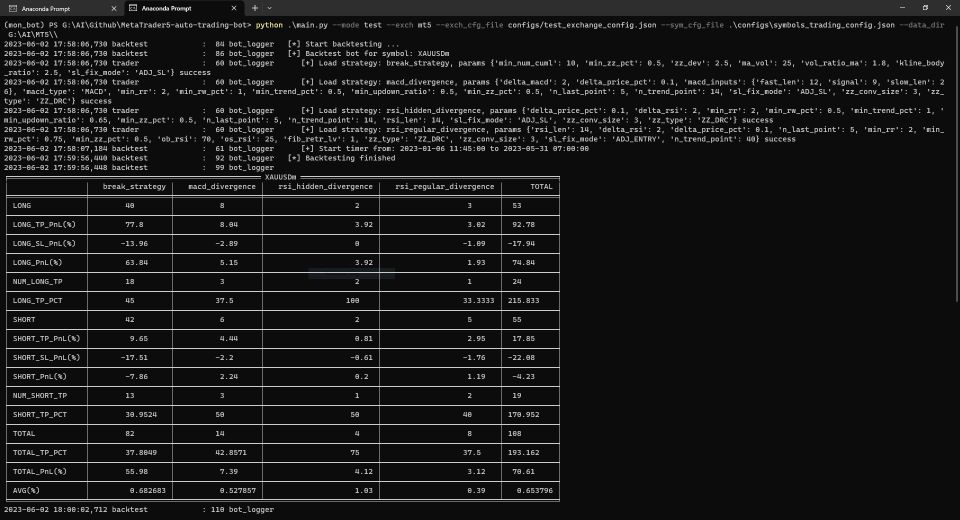 Anaconda Prompt
Anaconda Prompt
(mon_bot) PS G:\AI\Github\MetaTrader5-auto-trading-bot> python .\main.py --mode test --exch mt5 --exch_cfg_file configs/test_exchange_config.json --sym_cfg_file .\configs\symbols_trading_config.json --data_dir
G:\AI\MT5\\
2023-06-02 17:58:06,730 backtest : 84 bot_logger [*] Start backtesting ...
2023-06-02 17:58:06,730 backtest : 86 bot_logger [+] Backtest bot for symbol: XAUUSDm
2023-06-02 17:58:06,730 trader : 60 bot_logger [+] Load strategy: break_strategy, params {'min_num_cuml': 10, 'min_zz_pct': 0.5, 'zz_dev': 2.5, 'ma_vol': 25, 'vol_ratio_ma': 1.8, 'kline_body
_ratio': 2.5, 'sl_fix_mode': 'ADJ_SL'} success
2023-06-02 17:58:06,730 trader : 60 bot_logger [+] Load strategy: macd_divergence, params {'delta_macd': 2, 'delta_price_pct': 0.1, 'macd_inputs': {'fast_len': 12, 'signal': 9, 'slow_len': 2
6}, 'macd_type': 'MACD', 'min_rr': 2, 'min_rw_pct': 1, 'min_trend_pct': 0.5, 'min_updown_ratio': 0.5, 'min_zz_pct': 0.5, 'n_last_point': 5, 'n_trend_point': 14, 'sl_fix_mode': 'ADJ_SL', 'zz_conv_size': 3, 'zz_
type': 'ZZ_DRC'} success
2023-06-02 17:58:06,730 trader : 60 bot_logger [+] Load strategy: rsi_hidden_divergence, params {'delta_price_pct': 0.1, 'delta_rsi': 2, 'min_rr': 2, 'min_rw_pct': 0.5, 'min_trend_pct': 1, '
min_updown_ratio': 0.65, 'min_zz_pct': 0.5, 'n_last_point': 5, 'n_trend_point': 14, 'rsi_len': 14, 'sl_fix_mode': 'ADJ_SL', 'zz_conv_size': 3, 'zz_type': 'ZZ_DRC'} success
2023-06-02 17:58:06,730 trader : 60 bot_logger [+] Load strategy: rsi_regular_divergence, params {'rsi_len': 14, 'delta_rsi': 2, 'delta_price_pct': 0.1, 'n_last_point': 5, 'min_rr': 2, 'min_
rw_pct': 0.75, 'min_zz_pct': 0.5, 'ob_rsi': 70, 'os_rsi': 25, 'fib_retr_lv': 1, 'zz_type': 'ZZ_DRC', 'zz_conv_size': 3, 'sl_fix_mode': 'ADJ_ENTRY', 'n_trend_point': 40} success
2023-06-02 17:58:07,184 backtest : 61 bot_logger [+] Start timer from: 2023-01-06 11:45:00 to 2023-05-31 07:00:00
2023-06-02 17:59:56,440 backtest : 92 bot_logger [*] Backtesting finished
2023-06-02 17:59:56,448 backtest : 99 bot_logger
XAUUSDm
break_strategy macd_divergence rsi_hidden_divergence rsi_regular_divergence TOTAL
LONG 40 8 2 3 53
LONG_TP_PnL(%) 77.8 8.04 3.92 3.02 92.78
LONG_SL_PnL(%) -13.96 -2.89 0 -1.09 -17.94
LONG_PnL(%) 63.84 5.15 3.92 1.93 74.84
NUM_LONG_TP 18 3 2 1 24
LONG_TP_PCT 45 37.5 100 33.3333 215.833
SHORT 42 6 2 5 55
SHORT_TP_PnL(%) 9.65 4.44 0.81 2.95 17.85
SHORT_SL_PnL(%) -17.51 -2.2 -0.61 -1.76 -22.08
SHORT_PnL(%) -7.86 2.24 0.2 1.19 -4.23
NUM_SHORT_TP 13 3 1 2 19
SHORT_TP_PCT 30.9524 50 50 40 170.952
TOTAL 82 14 4 8 108
TOTAL_TP_PCT 37.8049 42.8571 75 37.5 193.162
TOTAL_PnL(%) 55.98 7.39 4.12 3.12 70.61
AVG(%) 0.682683 0.527857 1.03 0.39 0.653796
2023-06-02 18:00:02,712 backtest : 110 bot_logger